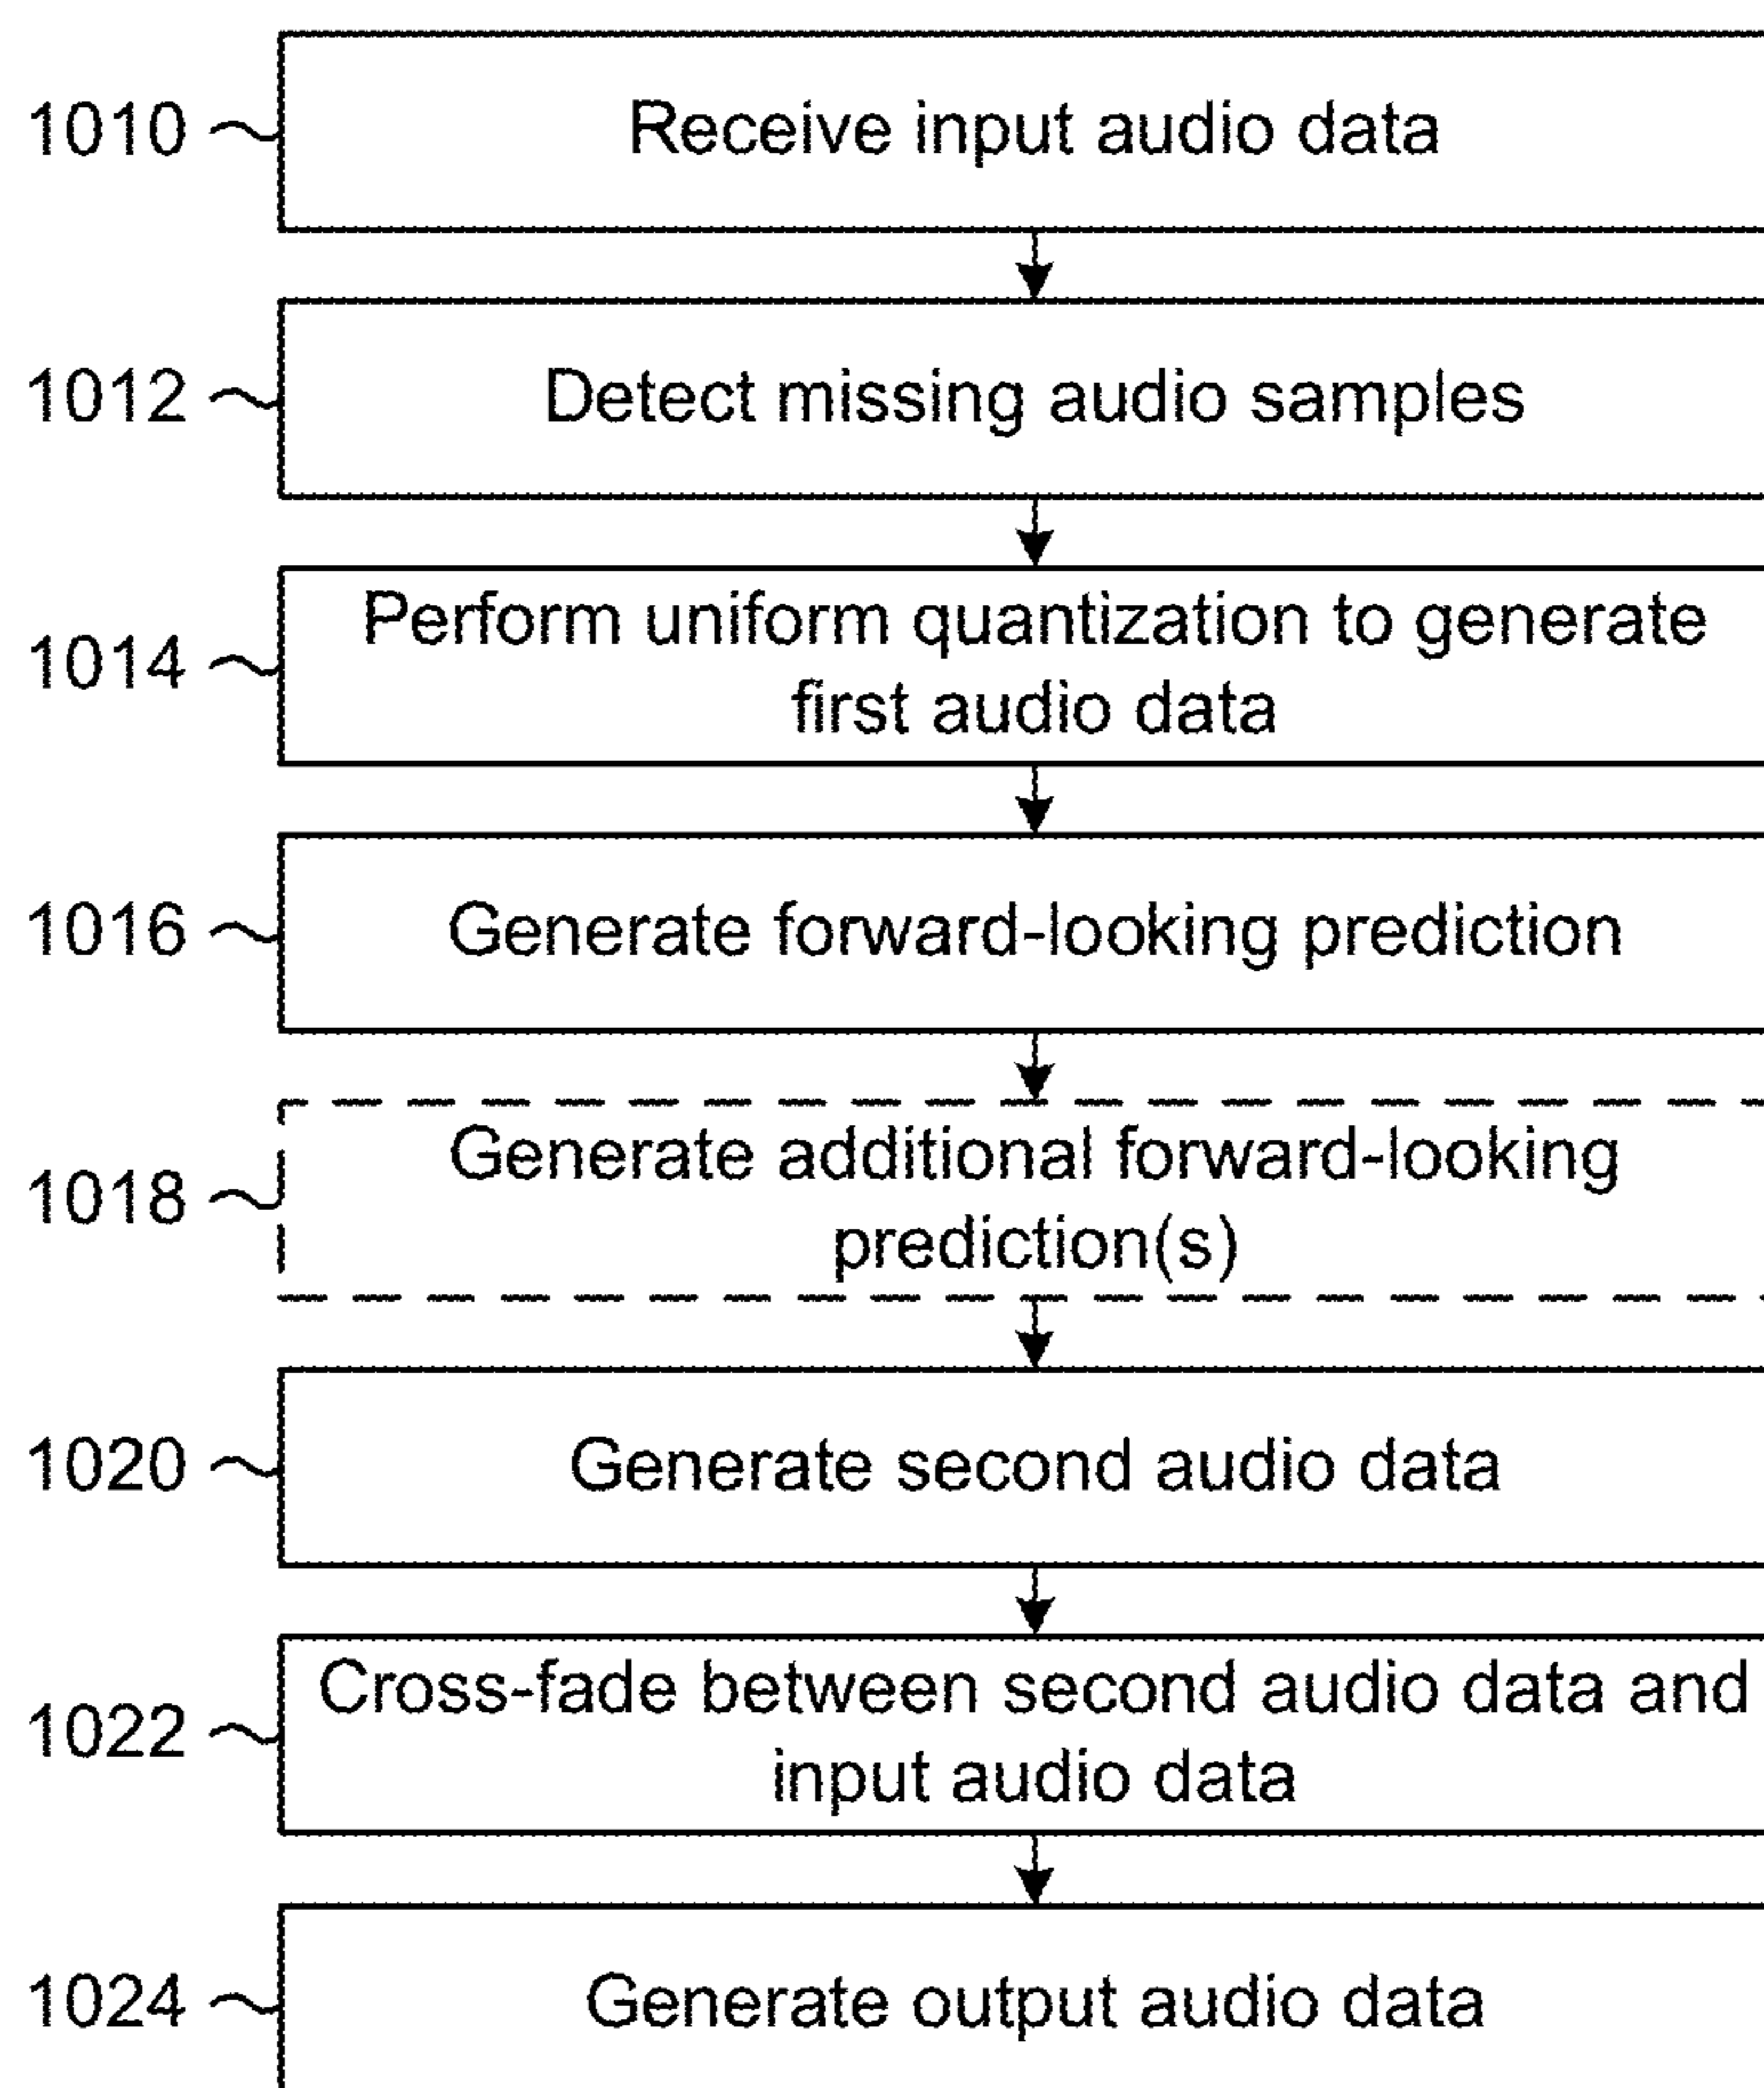 1010
Receive input audio data
1012
Detect missing audio samples
1014
Perform uniform quantization to generate
first audio data
1016
Generate forward-looking prediction
1018
Generate additional forward-looking
prediction(s)
1020
Generate second audio data
1022
Cross-fade between second audio data and
input audio data
1024
Generate output audio data